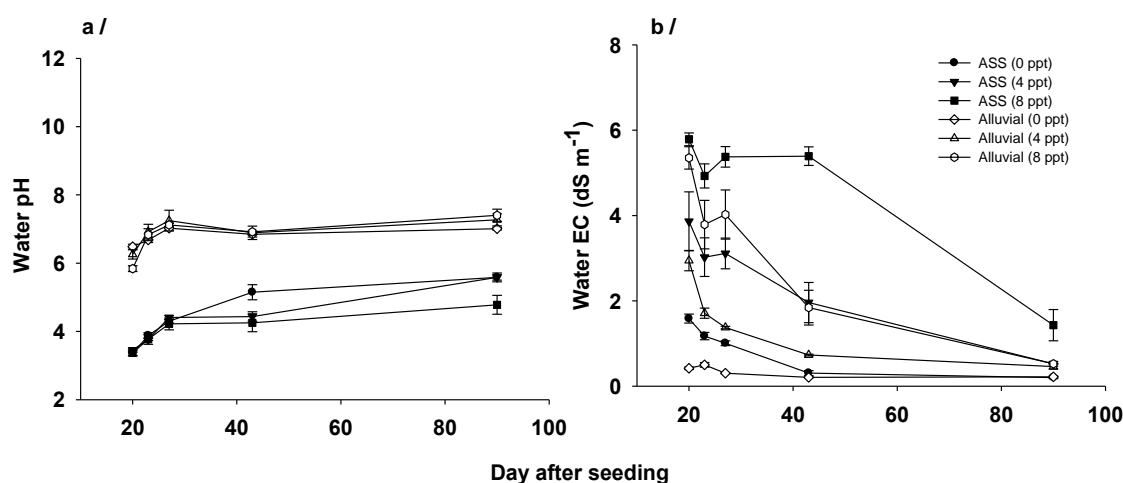 a /
12
10
8
6
4
2
Water pH
20
40
60
80
100
b /
8
6
4
2
0
Water EC (dS m-1)
ASS (0 ppt)
ASS (4 ppt)
ASS (8 ppt)
Alluvial (0 ppt)
Alluvial (4 ppt)
Alluvial (8 ppt)
0
20
40
60
80
100
Day after seeding